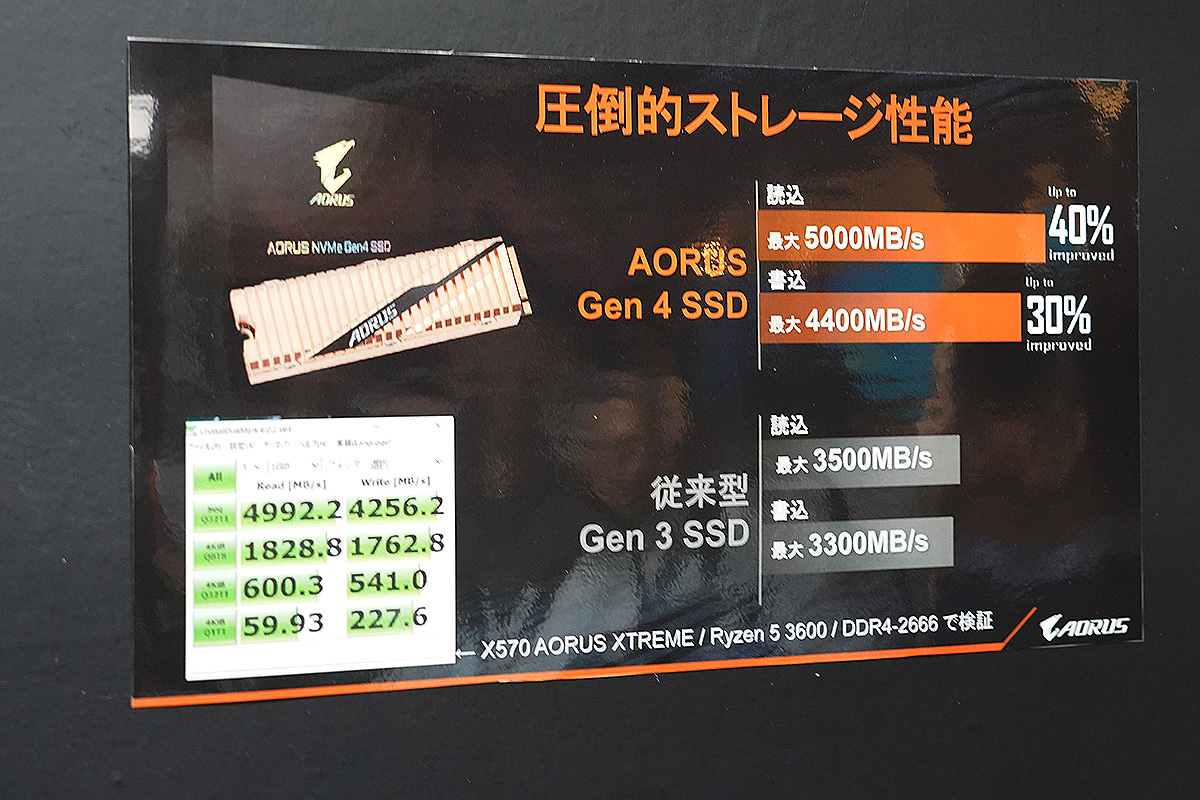 圧倒的ストレージ性能
AORUS
AORUS NVMe Gen4 SSD
AORUS
AORUS
Gen 4 SSD
読込
最大 5000MB/s
Up to
40%
improved
書込
最大 4400MB/s
Up to
30%
improved
従来型
Gen 3 SSD
読込
最大 3500MB/s
書込
最大 3300MB/s
All
Read [MB/s] Write [MB/s]
4992.2 4256.2
1828.8 1762.8
600.3 541.0
59.93 227.6
← X570 AORUS XTREME / Ryzen 5 3600 / DDR4-2666 で検証
AORUS